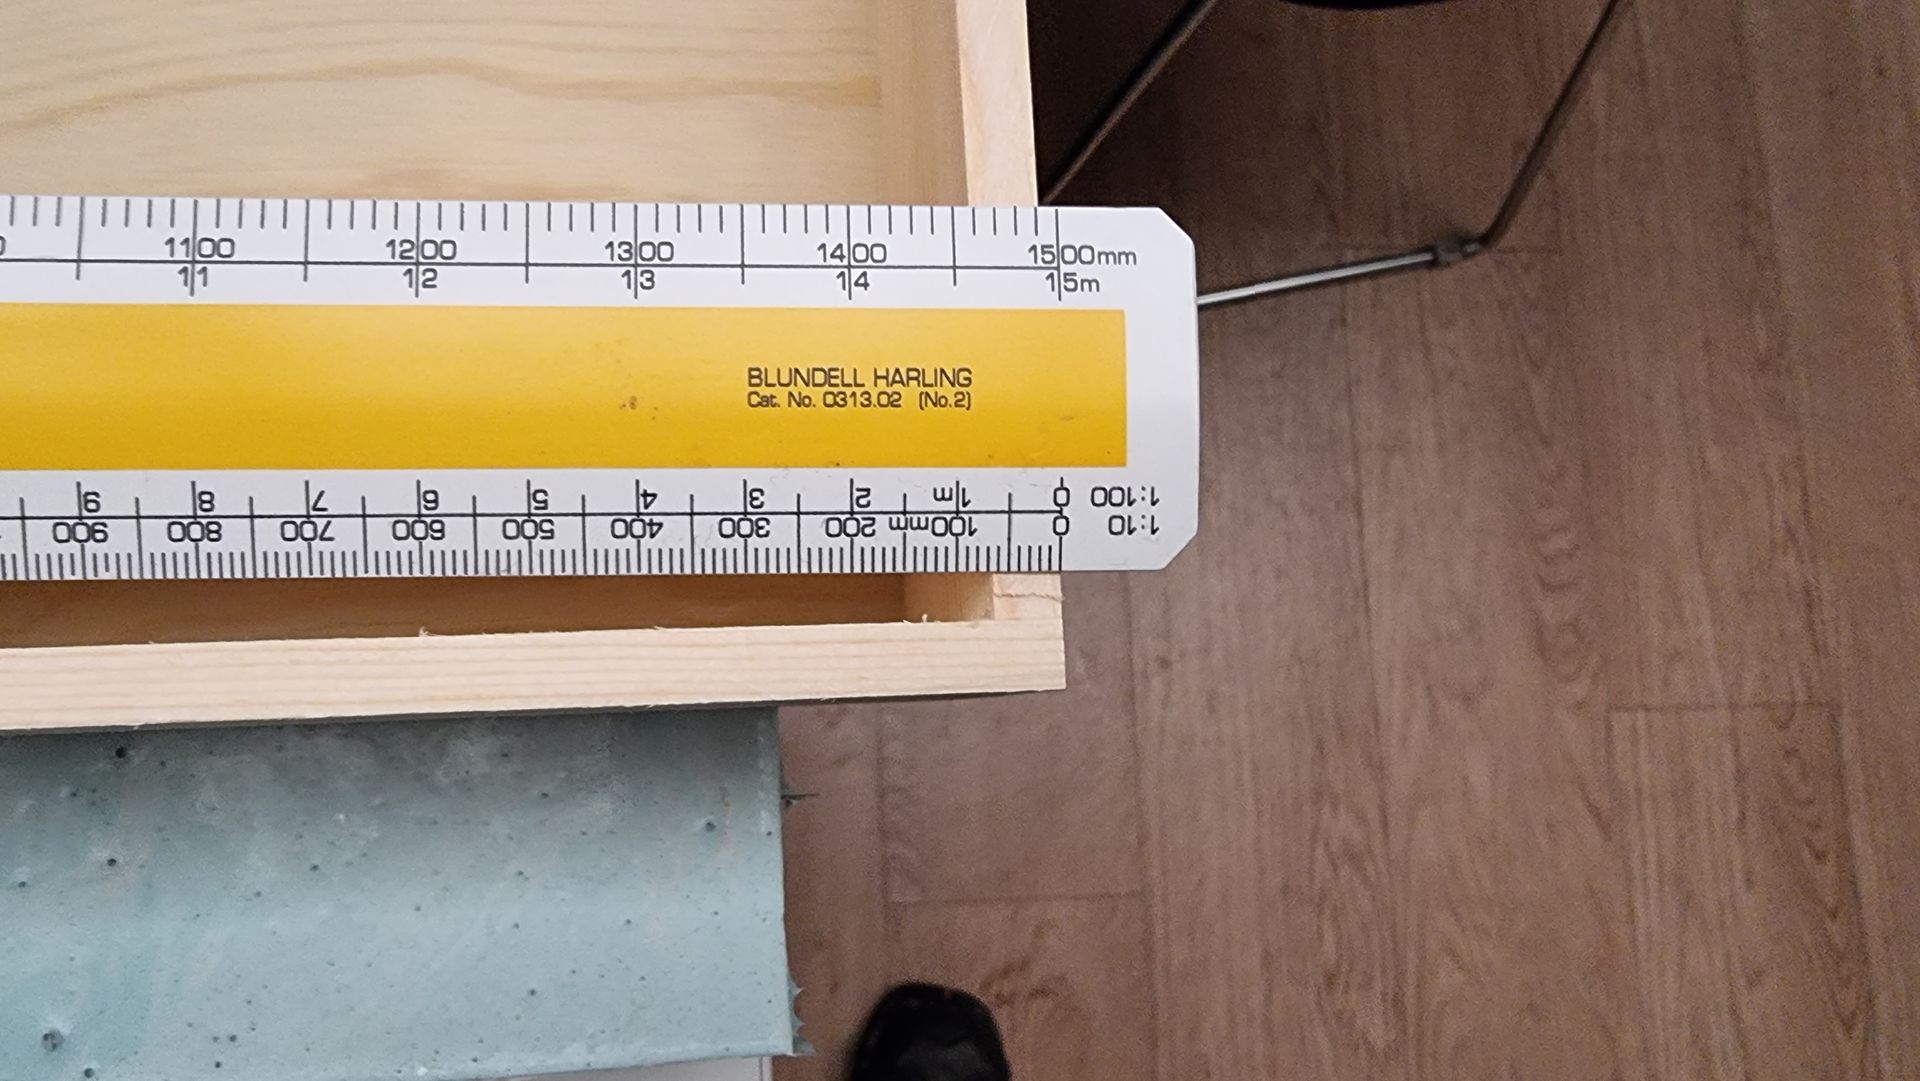 1100 1200 1300 1400 1500mm
11 12 13 14 15m
BLUNDELL HARLING
Cat. No. 0313.02 (No.2)
1:100 0 1m 2 3 4 5 6 7 8 9
1:10 0 100mm 200 300 400 500 600 700 800 900